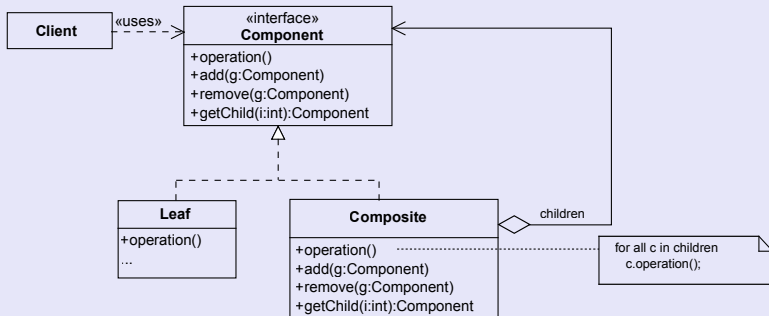 Client
«uses»
«interface»
Component
+operation()
+add(g:Component)
+remove(g:Component)
+getChild(i:int):Component
Leaf
+operation()
...
Composite
+operation()
+add(g:Component)
+remove(g:Component)
+getChild(i:int):Component
children
for all c in children
c.operation();